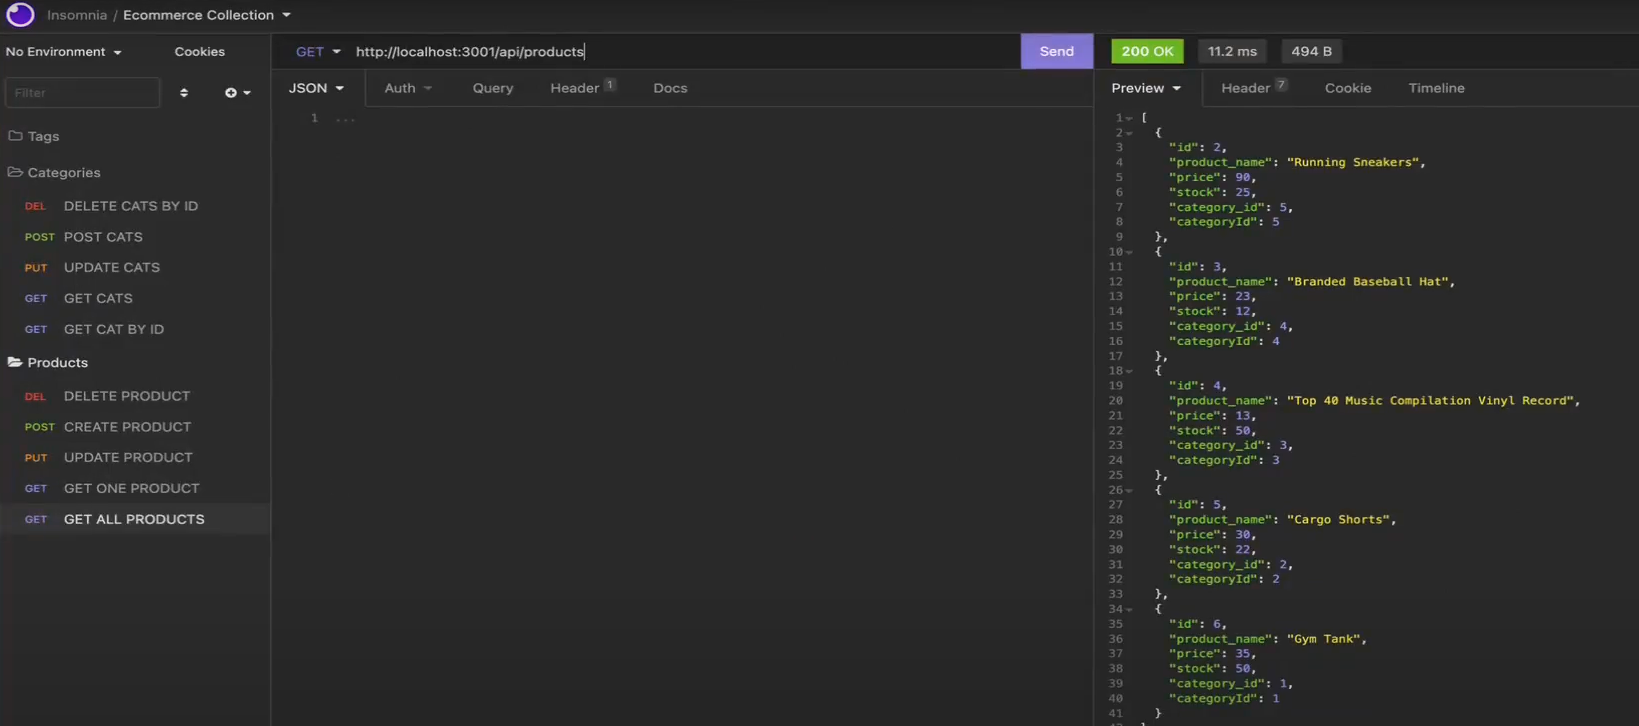 Insomnia / Ecommerce Collection
No Environment
Cookies
GET
http://localhost:3001/api/products
Send
200 OK
11.2 ms
494 B
Filter
JSON
Auth
Query
Header 1
Docs
Preview
Header 7
Cookie
Timeline
Tags
Categories
DEL DELETE CATS BY ID
POST POST CATS
PUT UPDATE CATS
GET GET CATS
GET GET CAT BY ID
Products
DEL DELETE PRODUCT
POST CREATE PRODUCT
PUT UPDATE PRODUCT
GET GET ONE PRODUCT
GET GET ALL PRODUCTS
1 ...
1 [
2 {
3 "id": 2,
4 "product_name": "Running Sneakers",
5 "price": 90,
6 "stock": 25,
7 "category_id": 5,
8 "categoryId": 5
9 },
10 {
11 "id": 3,
12 "product_name": "Branded Baseball Hat",
13 "price": 23,
14 "stock": 12,
15 "category_id": 4,
16 "categoryId": 4
17 },
18 {
19 "id": 4,
20 "product_name": "Top 40 Music Compilation Vinyl Record",
21 "price": 13,
22 "stock": 50,
23 "category_id": 3,
24 "categoryId": 3
25 },
26 {
27 "id": 5,
28 "product_name": "Cargo Shorts",
29 "price": 30,
30 "stock": 22,
31 "category_id": 2,
32 "categoryId": 2
33 },
34 {
35 "id": 6,
36 "product_name": "Gym Tank",
37 "price": 35,
38 "stock": 50,
39 "category_id": 1,
40 "categoryId": 1
41 }